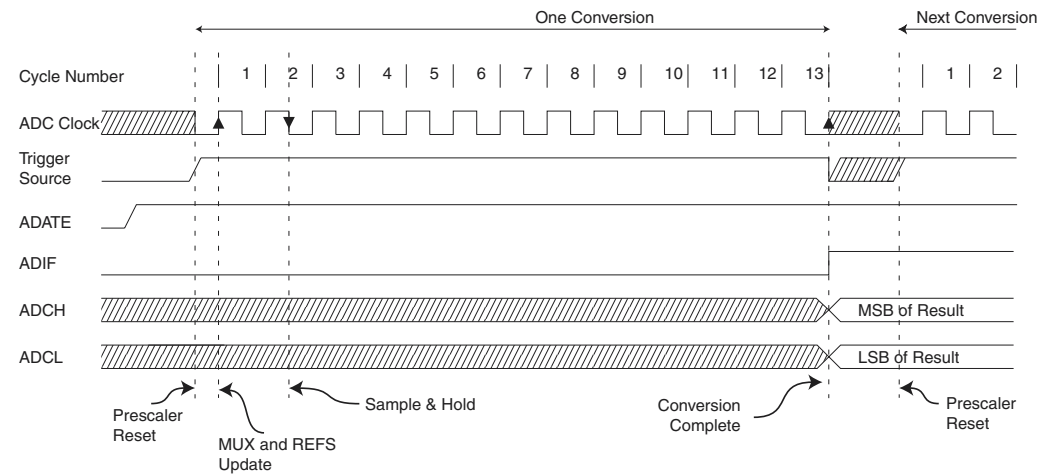 One Conversion
Next Conversion
Cycle Number
1 2 3 4 5 6 7 8 9 10 11 12 13 1 2
ADC Clock
Trigger
Source
ADATE
ADIF
ADCH
MSB of Result
ADCL
LSB of Result
Prescaler
Reset
MUX and REFS
Update
Sample & Hold
Conversion
Complete
Prescaler
Reset